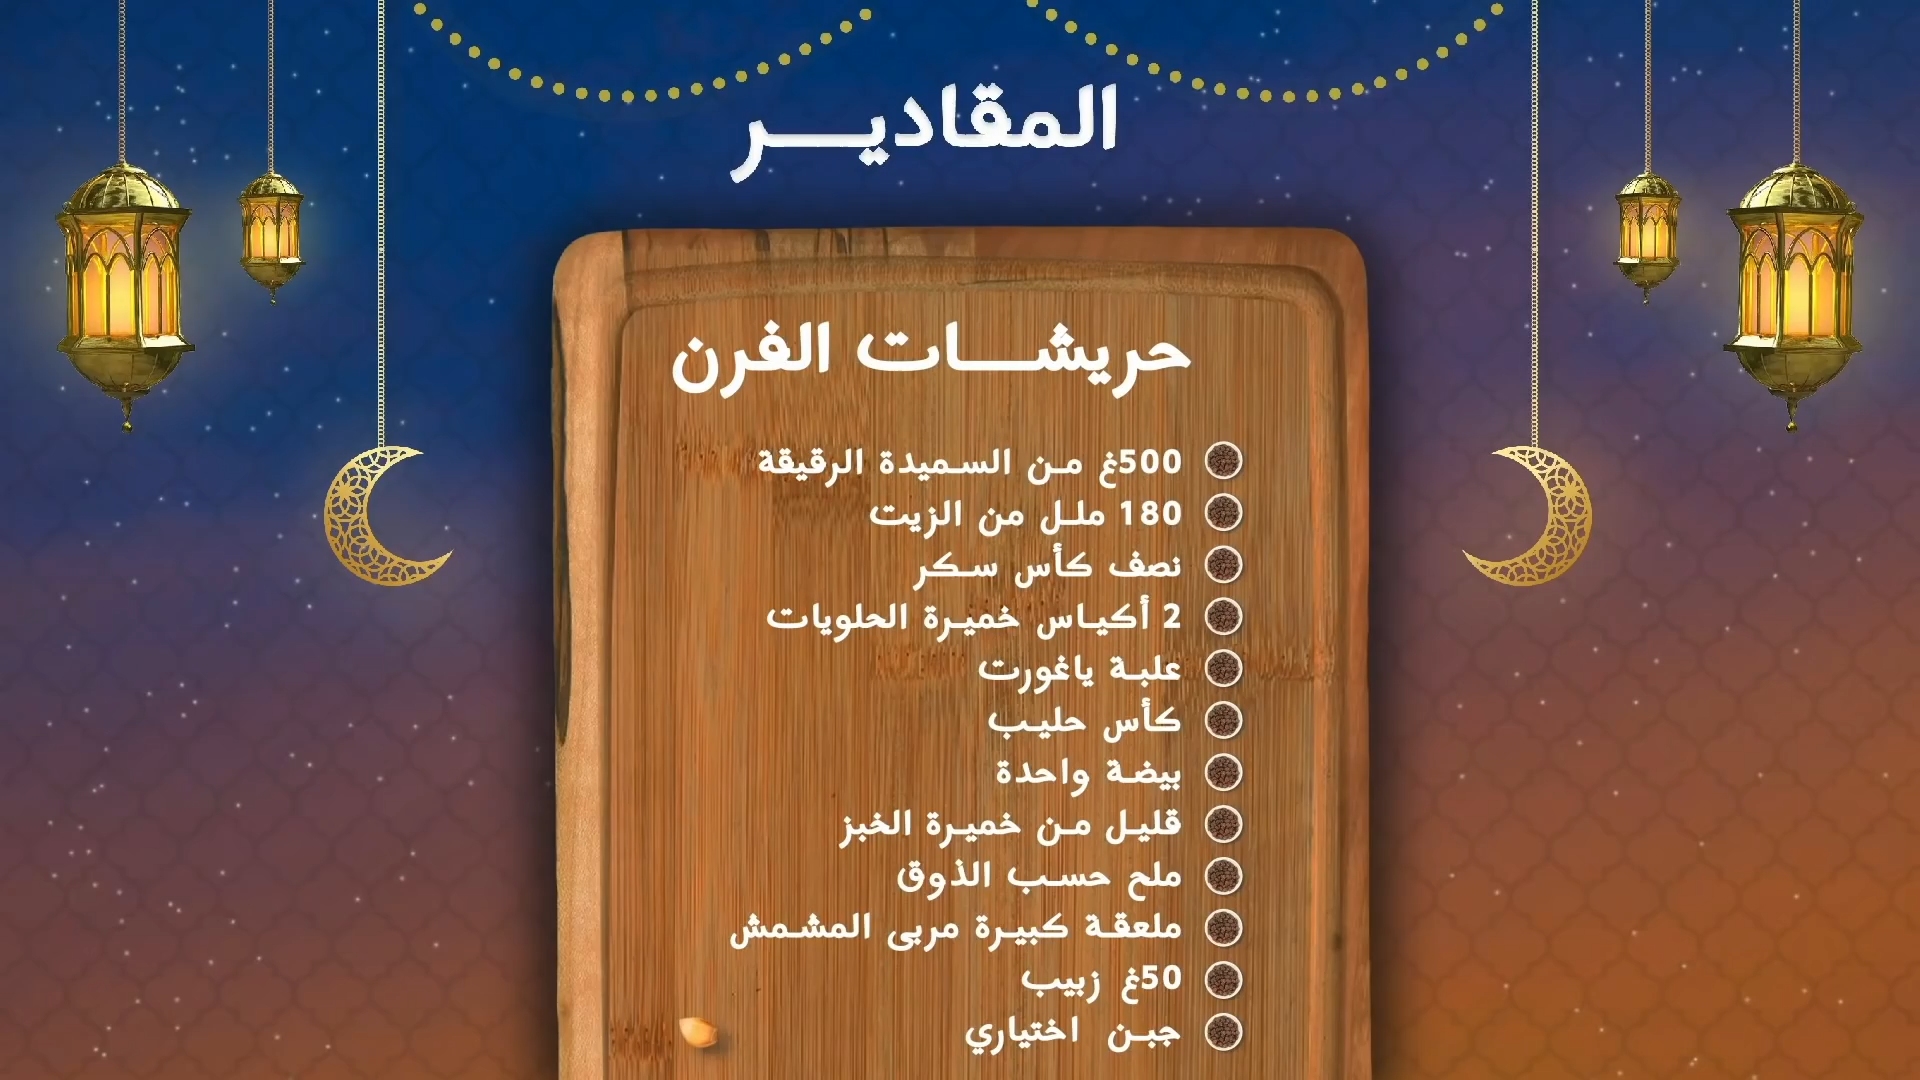 المقاديـــر
حريشـــات الفرن
500غ من السميدة الرقيقة
180 ملل من الزيت
نصف كأس سكر
2 أكياس خميرة الحلويات
علبة ياغورت
كأس حليب
بيضة واحدة
قليل من خميرة الخبز
ملح حسب الذوق
ملعقة كبيرة مربى المشمش
50غ زبيب
جبن اختياري